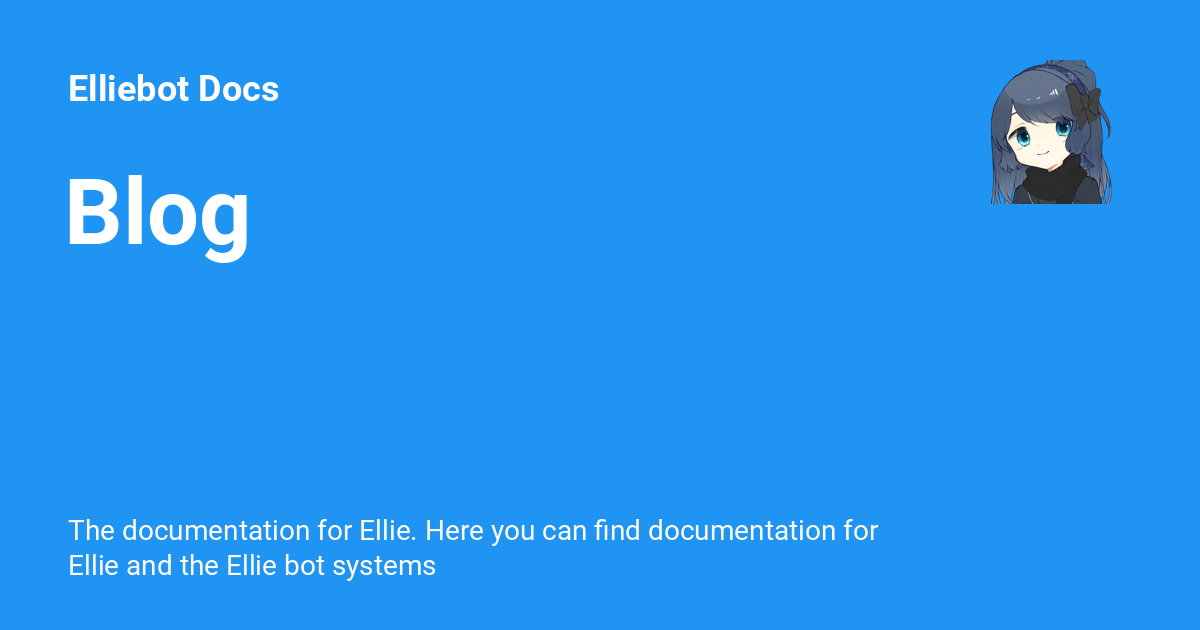 Elliebot Docs
Blog
The documentation for Ellie. Here you can find documentation for
Ellie and the Ellie bot systems